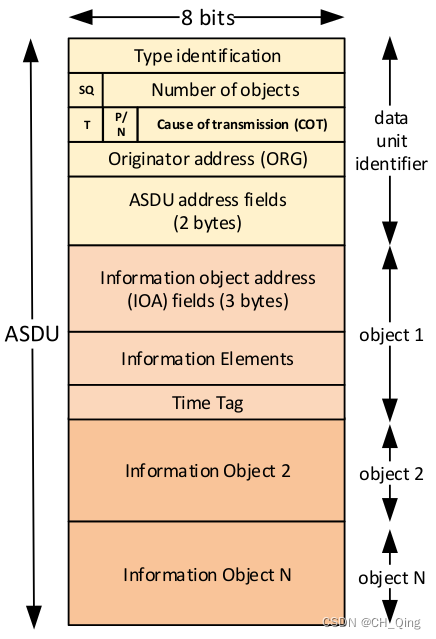 8 bits
Type identification
SQ
Number of objects
T
P/
N
Cause of transmission (COT)
Originator address (ORG)
ASDU address fields
(2 bytes)
data
unit
identifier
Information object address
(IOA) fields (3 bytes)
Information Elements
Time Tag
object 1
ASDU
Information Object 2
object 2
Information Object N
object N
CSDN @CH_Qing